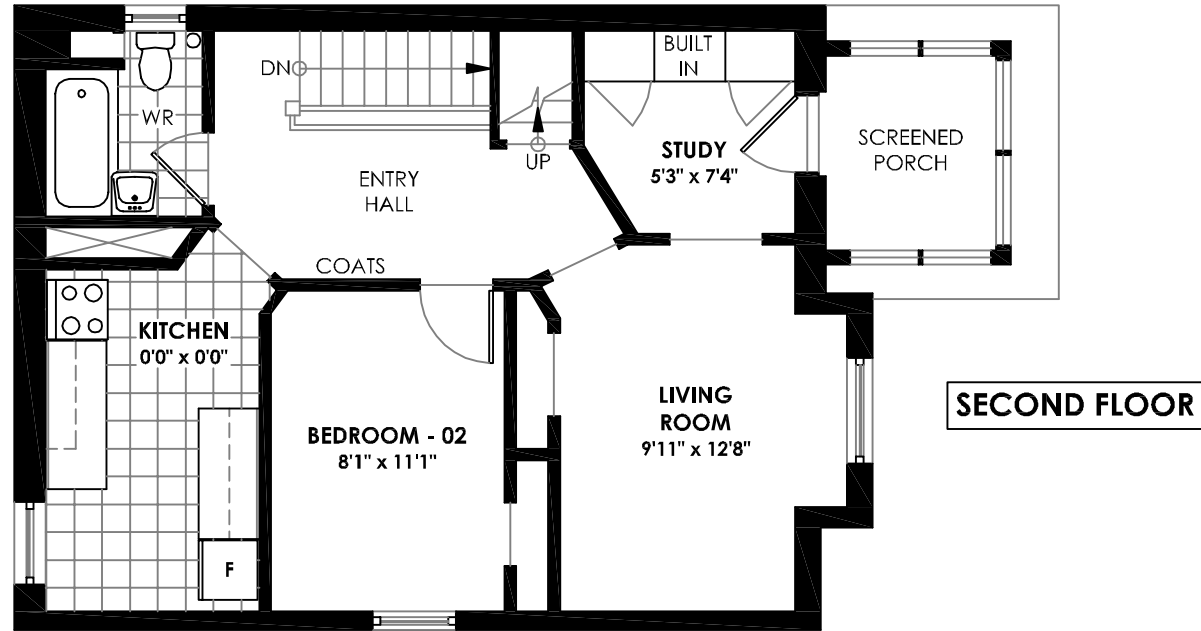 BUILT
IN
DN
WR
STUDY
5'3" x 7'4"
SCREENED
PORCH
UP
ENTRY
HALL
COATS
KITCHEN
0'0" x 0'0"
LIVING
ROOM
9'11" x 12'8"
SECOND FLOOR
BEDROOM - 02
8'1" x 11'1"
F